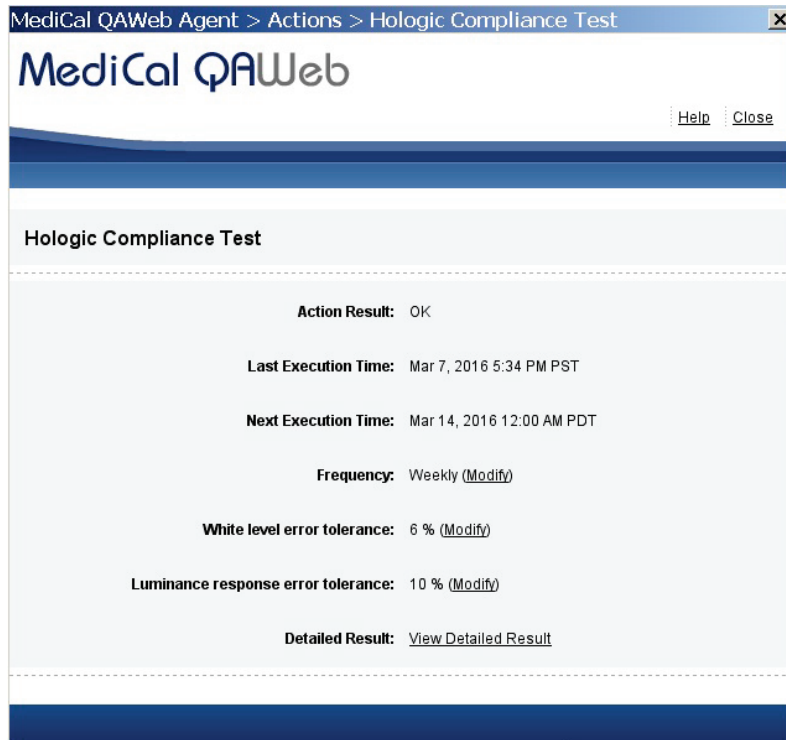 MediCal QAWeb Agent > Actions > Hologic Compliance Test
MediCal QAWeb
Help Close
Hologic Compliance Test
Action Result: OK
Last Execution Time: Mar 7, 2016 5:34 PM PST
Next Execution Time: Mar 14, 2016 12:00 AM PDT
Frequency: Weekly (Modify)
White level error tolerance: 6 % (Modify)
Luminance response error tolerance: 10 % (Modify)
Detailed Result: View Detailed Result